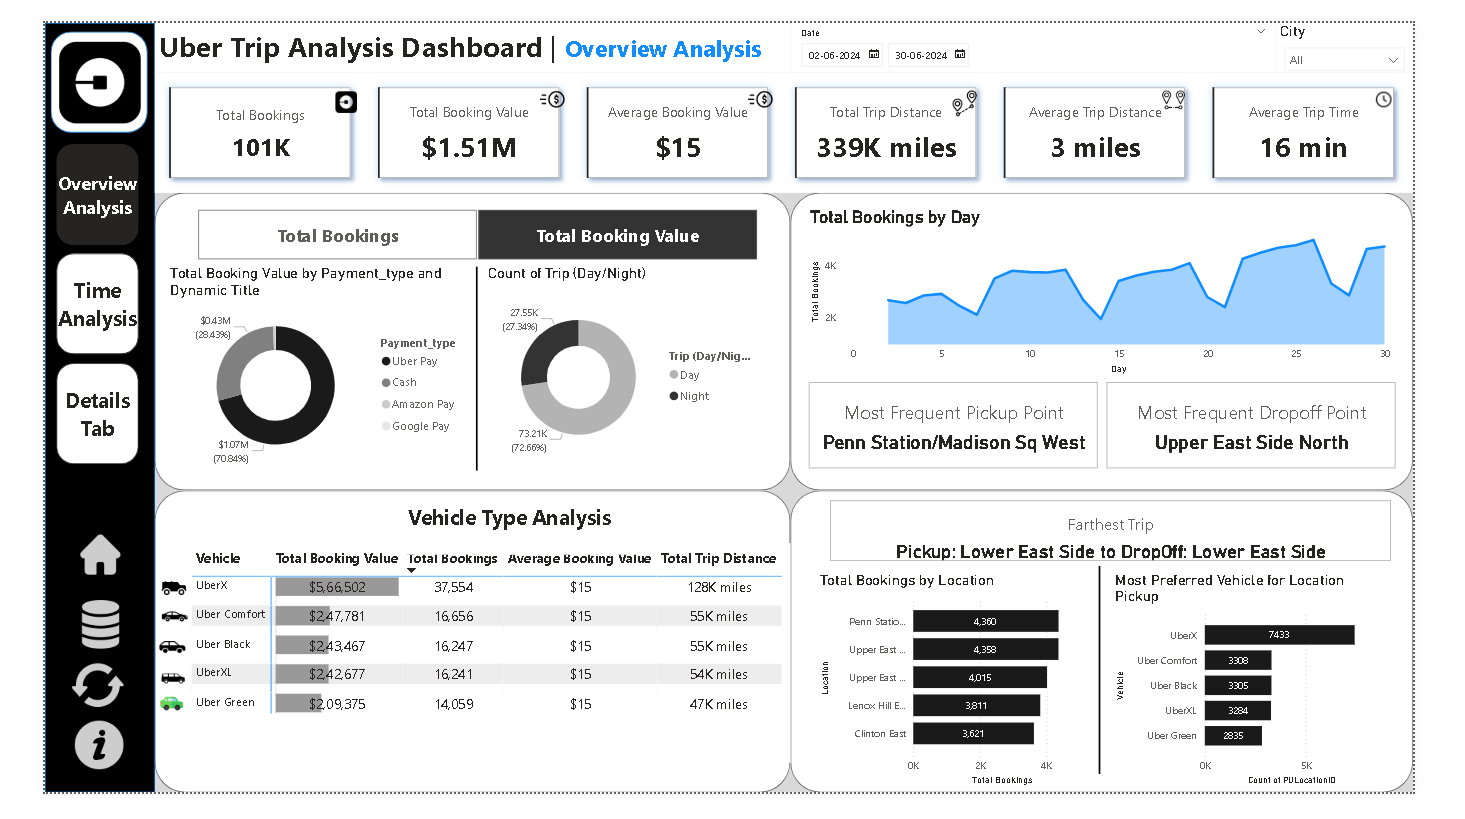 Uber Trip Analysis Dashboard | Overview Analysis
Date
02-06-2024
30-06-2024
City
All
Total Bookings
101K
Total Booking Value
$1.51M
Average Booking Value
$15
Total Trip Distance
339K miles
Average Trip Distance
3 miles
Average Trip Time
16 min
Overview
Analysis
Time
Analysis
Details
Tab
Total Bookings
Total Booking Value
Total Booking Value by Payment_type and
Dynamic Title
$0.43M
(28.43%)
$1.07M
(70.84%)
Payment_type
Uber Pay
Cash
Amazon Pay
Google Pay
Count of Trip (Day/Night)
27.55K
(27.34%)
73.21K
(72.66%)
Trip (Day/Nig...
Day
Night
Total Bookings by Day
Total Bookings
4K
2K
0 5 10 15 20 25 30
Day
Most Frequent Pickup Point
Penn Station/Madison Sq West
Most Frequent Dropoff Point
Upper East Side North
Vehicle Type Analysis
Vehicle Total Booking Value Total Bookings Average Booking Value Total Trip Distance
UberX $5,66,502 37,554 $15 128K miles
Uber Comfort $2,47,781 16,656 $15 55K miles
Uber Black $2,43,467 16,247 $15 55K miles
UberXL $2,42,677 16,241 $15 54K miles
Uber Green $2,09,375 14,059 $15 47K miles
Farthest Trip
Pickup: Lower East Side to DropOff: Lower East Side
Total Bookings by Location
Location
Penn Statio... 4,360
Upper East ... 4,358
Upper East ... 4,015
Lenox Hill E... 3,811
Clinton East 3,621
0K 2K 4K
Total Bookings
Most Preferred Vehicle for Location
Pickup
Vehicle
UberX 7433
Uber Comfort 3308
Uber Black 3305
UberXL 3284
Uber Green 2835
0K 5K
Count of PULocationID